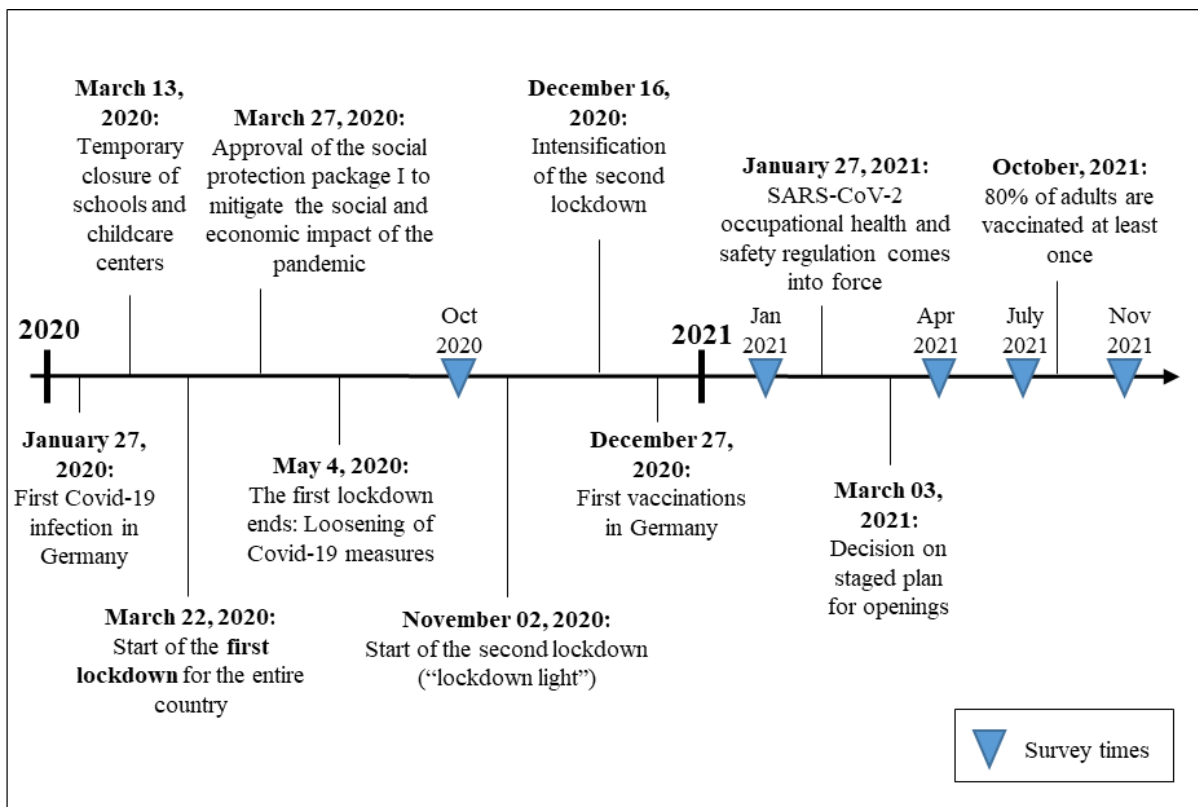 March 13,
2020:
Temporary
closure of
schools and
childcare
centers
March 27, 2020:
Approval of the social
protection package I to
mitigate the social and
economic impact of the
pandemic
December 16,
2020:
Intensification
of the second
lockdown
January 27, 2021:
SARS-CoV-2
occupational health and
safety regulation comes
into force
October, 2021:
80% of adults are
vaccinated at least
once
2020
Oct
2020
2021
Jan
2021
Apr
2021
July
2021
Nov
2021
January 27,
2020:
First Covid-19
infection in
Germany
May 4, 2020:
The first lockdown
ends: Loosening of
Covid-19 measures
December 27,
2020:
First vaccinations
in Germany
March 03,
2021:
Decision on
staged plan
for openings
March 22, 2020:
Start of the first
lockdown for the entire
country
November 02, 2020:
Start of the second lockdown
(“lockdown light”)
Survey times